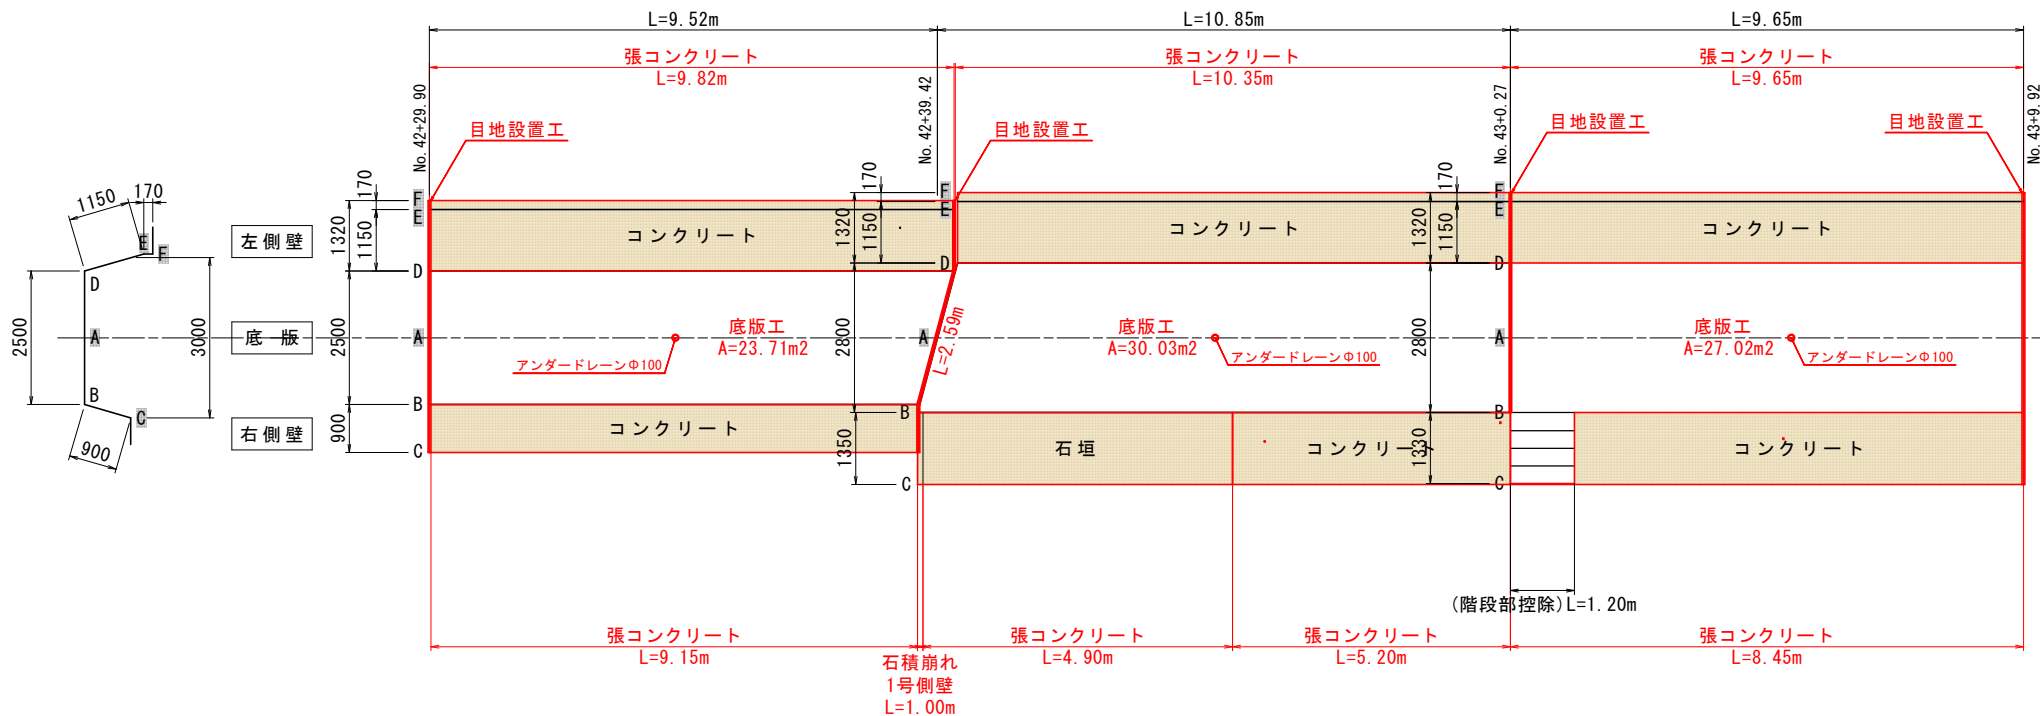 L=9.52m
L=10.85m
L=9.65m
張コンクリート
L=9.82m
張コンクリート
L=10.35m
張コンクリート
L=9.65m
No.42+29.90
No.42+39.42
No.43+0.27
No.43+9.92
目地設置工
目地設置工
目地設置工
目地設置工
1150
170
E
F
D
A
B
C
2500
3000
900
左側壁
底版
右側壁
170
1320
1150
2500
900
F
E
D
A
B
C
コンクリート
底版工
A=23.71m2
アンダードレーンΦ100
コンクリート
170
1320
1150
2800
1350
F
E
D
A
B
C
L=2.59m
コンクリート
底版工
A=30.03m2
アンダードレーンΦ100
石垣
コンクリート
170
1320
1150
2800
1330
F
E
D
A
B
C
コンクリート
底版工
A=27.02m2
アンダードレーンΦ100
コンクリート
(階段部控除)L=1.20m
張コンクリート
L=9.15m
石積崩れ
1号側壁
L=1.00m
張コンクリート
L=4.90m
張コンクリート
L=5.20m
張コンクリート
L=8.45m